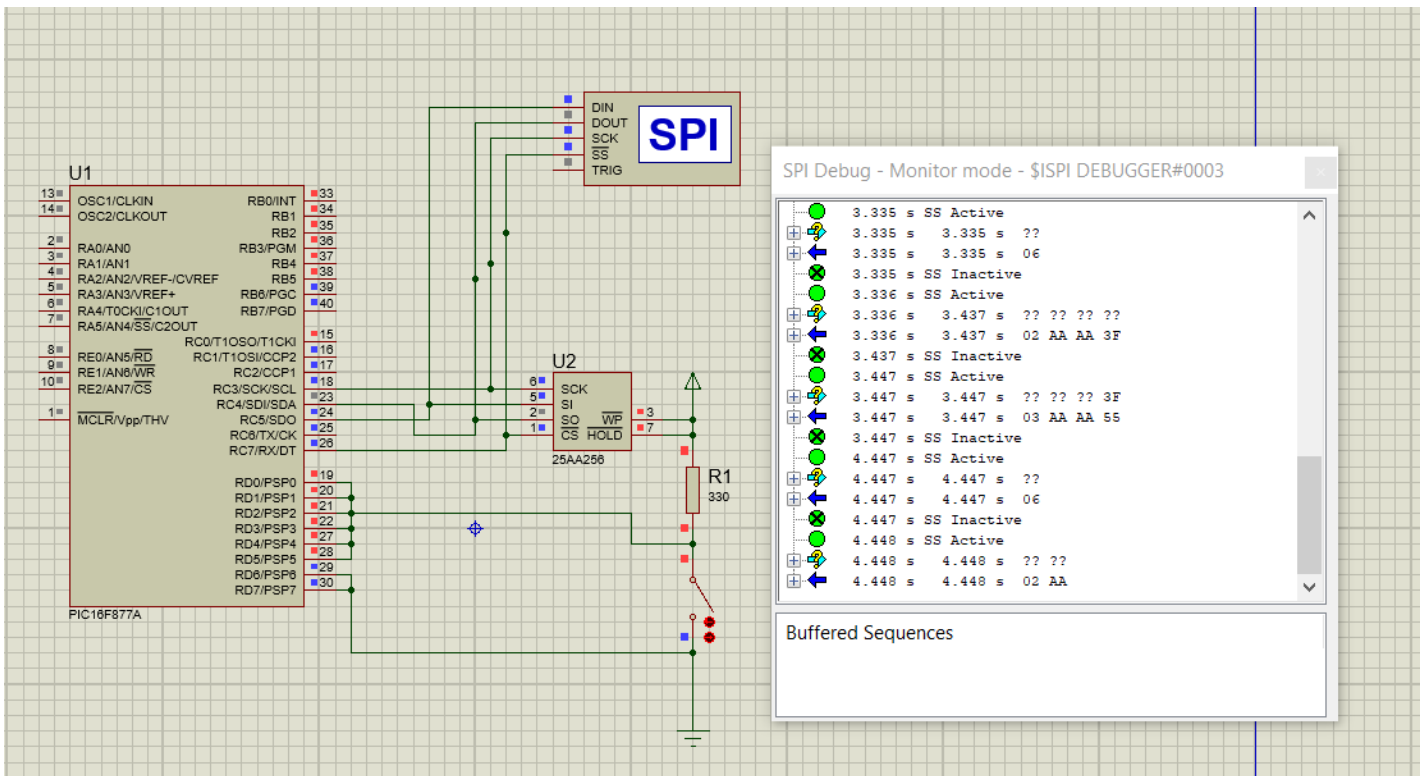 DIN
DOUT
SCK
SS
TRIG
SPI
U1
13
14
2
3
4
5
6
7
8
9
10
1
OSC1/CLKIN
OSC2/CLKOUT
RA0/AN0
RA1/AN1
RA2/AN2/VREF-/CVREF
RA3/AN3/VREF+
RA4/T0CKI/C1OUT
RA5/AN4/SS/C2OUT
RE0/AN5/RD
RE1/AN6/WR
RE2/AN7/CS
MCLR/Vpp/THV
RB0/INT
RB1
RB2
RB3/PGM
RB4
RB5
RB6/PGC
RB7/PGD
RC0/T1OSO/T1CKI
RC1/T1OSI/CCP2
RC2/CCP1
RC3/SCK/SCL
RC4/SDI/SDA
RC5/SDO
RC6/TX/CK
RC7/RX/DT
RD0/PSP0
RD1/PSP1
RD2/PSP2
RD3/PSP3
RD4/PSP4
RD5/PSP5
RD6/PSP6
RD7/PSP7
33
34
35
36
37
38
39
40
15
16
17
18
23
24
25
26
19
20
21
22
27
28
29
30
PIC16F877A
U2
6
5
2
1
SCK
SI
SO
CS
WP
HOLD
3
7
25AA256
R1
330
SPI Debug - Monitor mode - $ISPI DEBUGGER#0003
3.335 s SS Active
3.335 s 3.335 s ??
3.335 s 3.335 s 06
3.335 s SS Inactive
3.336 s SS Active
3.336 s 3.437 s ?? ?? ?? ??
3.336 s 3.437 s 02 AA AA 3F
3.437 s SS Inactive
3.447 s SS Active
3.447 s 3.447 s ?? ?? ?? 3F
3.447 s 3.447 s 03 AA AA 55
3.447 s SS Inactive
4.447 s SS Active
4.447 s 4.447 s ??
4.447 s 4.447 s 06
4.447 s SS Inactive
4.448 s SS Active
4.448 s 4.448 s ?? ??
4.448 s 4.448 s 02 AA
Buffered Sequences